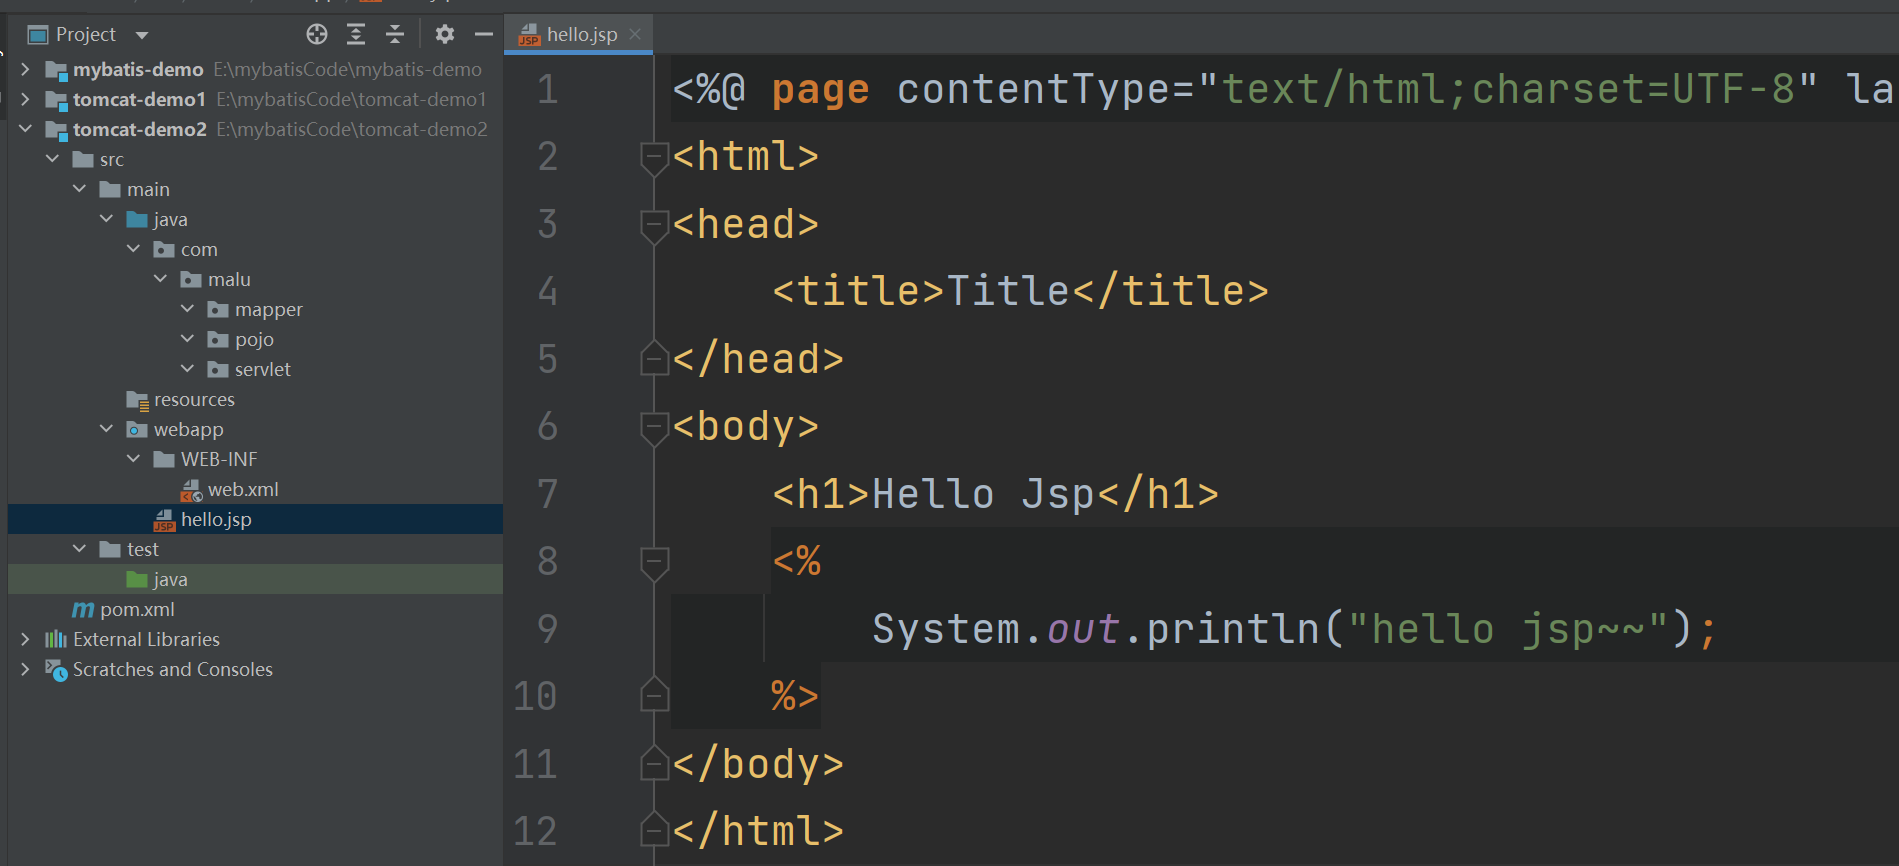 Project
mybatis-demo E:\mybatisCode\mybatis-demo
tomcat-demo1 E:\mybatisCode\tomcat-demo1
tomcat-demo2 E:\mybatisCode\tomcat-demo2
src
main
java
com
malu
mapper
pojo
servlet
resources
webapp
WEB-INF
web.xml
JSP hello.jsp
test
java
m pom.xml
External Libraries
Scratches and Consoles
JSP hello.jsp
1 <%@ page contentType="text/html;charset=UTF-8" la
2 <html>
3 <head>
4 <title>Title</title>
5 </head>
6 <body>
7 <h1>Hello Jsp</h1>
8 <%
9 System.out.println("hello jsp~~");
10 %>
11 </body>
12 </html>